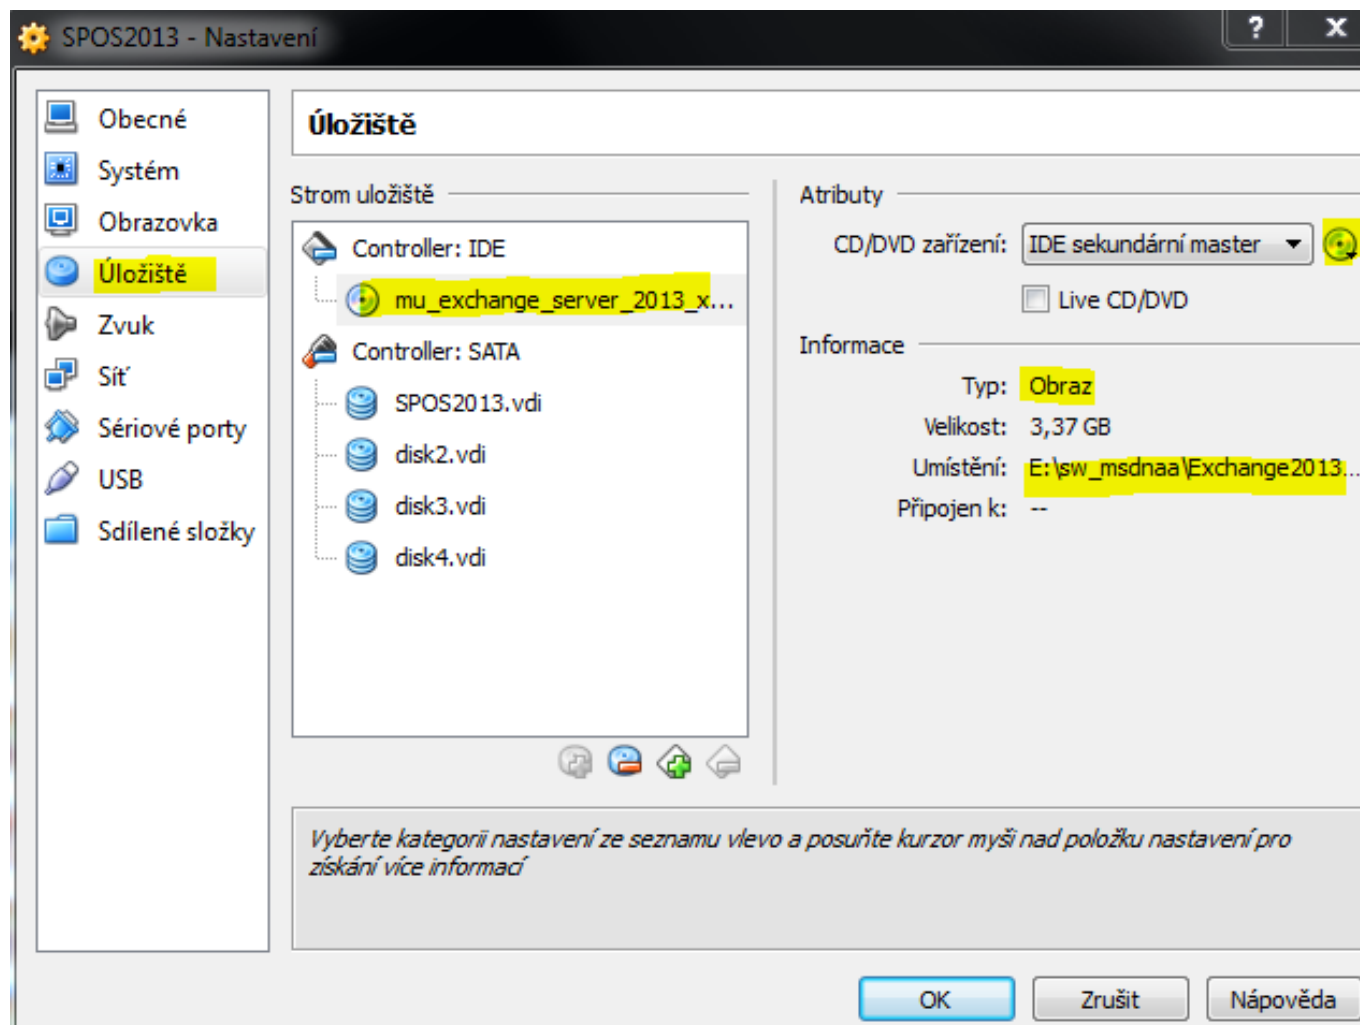 SPOS2013 - Nastavení
?
x
Obecné
Systém
Obrazovka
Úložiště
Zvuk
Síť
Sériové porty
USB
Sdílené složky
Úložiště
Strom uložiště
Controller: IDE
mu_exchange_server_2013_x...
Controller: SATA
SPOS2013.vdi
disk2.vdi
disk3.vdi
disk4.vdi
Atributy
CD/DVD zařízení: IDE sekundární master
Live CD/DVD
Informace
Typ: Obraz
Velikost: 3,37 GB
Umístění: E:\sw_msdnaa\Exchange2013...
Připojen k: --
Vyberte kategorii nastavení ze seznamu vlevo a posuňte kurzor myši nad položku nastavení pro
získání více informací
OK Zrušit Nápověda